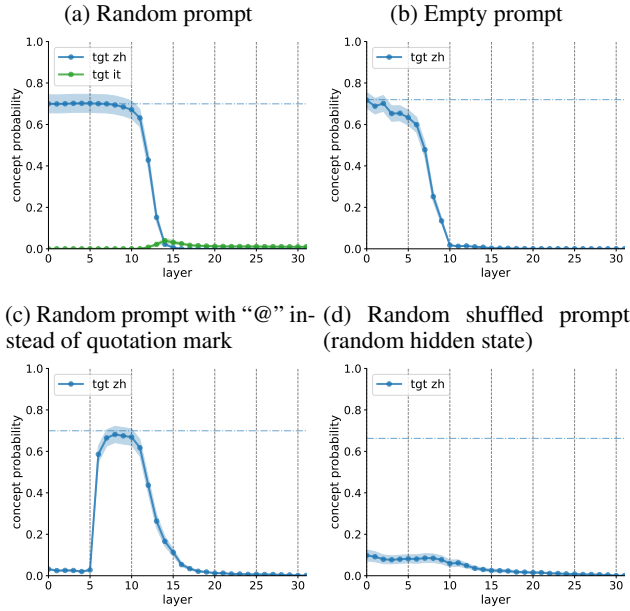 (a) Random prompt
(b) Empty prompt
1.0
0.8
0.6
0.4
0.2
0.0
concept probability
tgt zh
tgt it
0 5 10 15 20 25 30
layer
1.0
0.8
0.6
0.4
0.2
0.0
concept probability
tgt zh
0 5 10 15 20 25 30
layer
(c) Random prompt with “@” in-
stead of quotation mark
(d) Random shuffled prompt
(random hidden state)
1.0
0.8
0.6
0.4
0.2
0.0
concept probability
tgt zh
0 5 10 15 20 25 30
layer
1.0
0.8
0.6
0.4
0.2
0.0
concept probability
tgt zh
0 5 10 15 20 25 30
layer